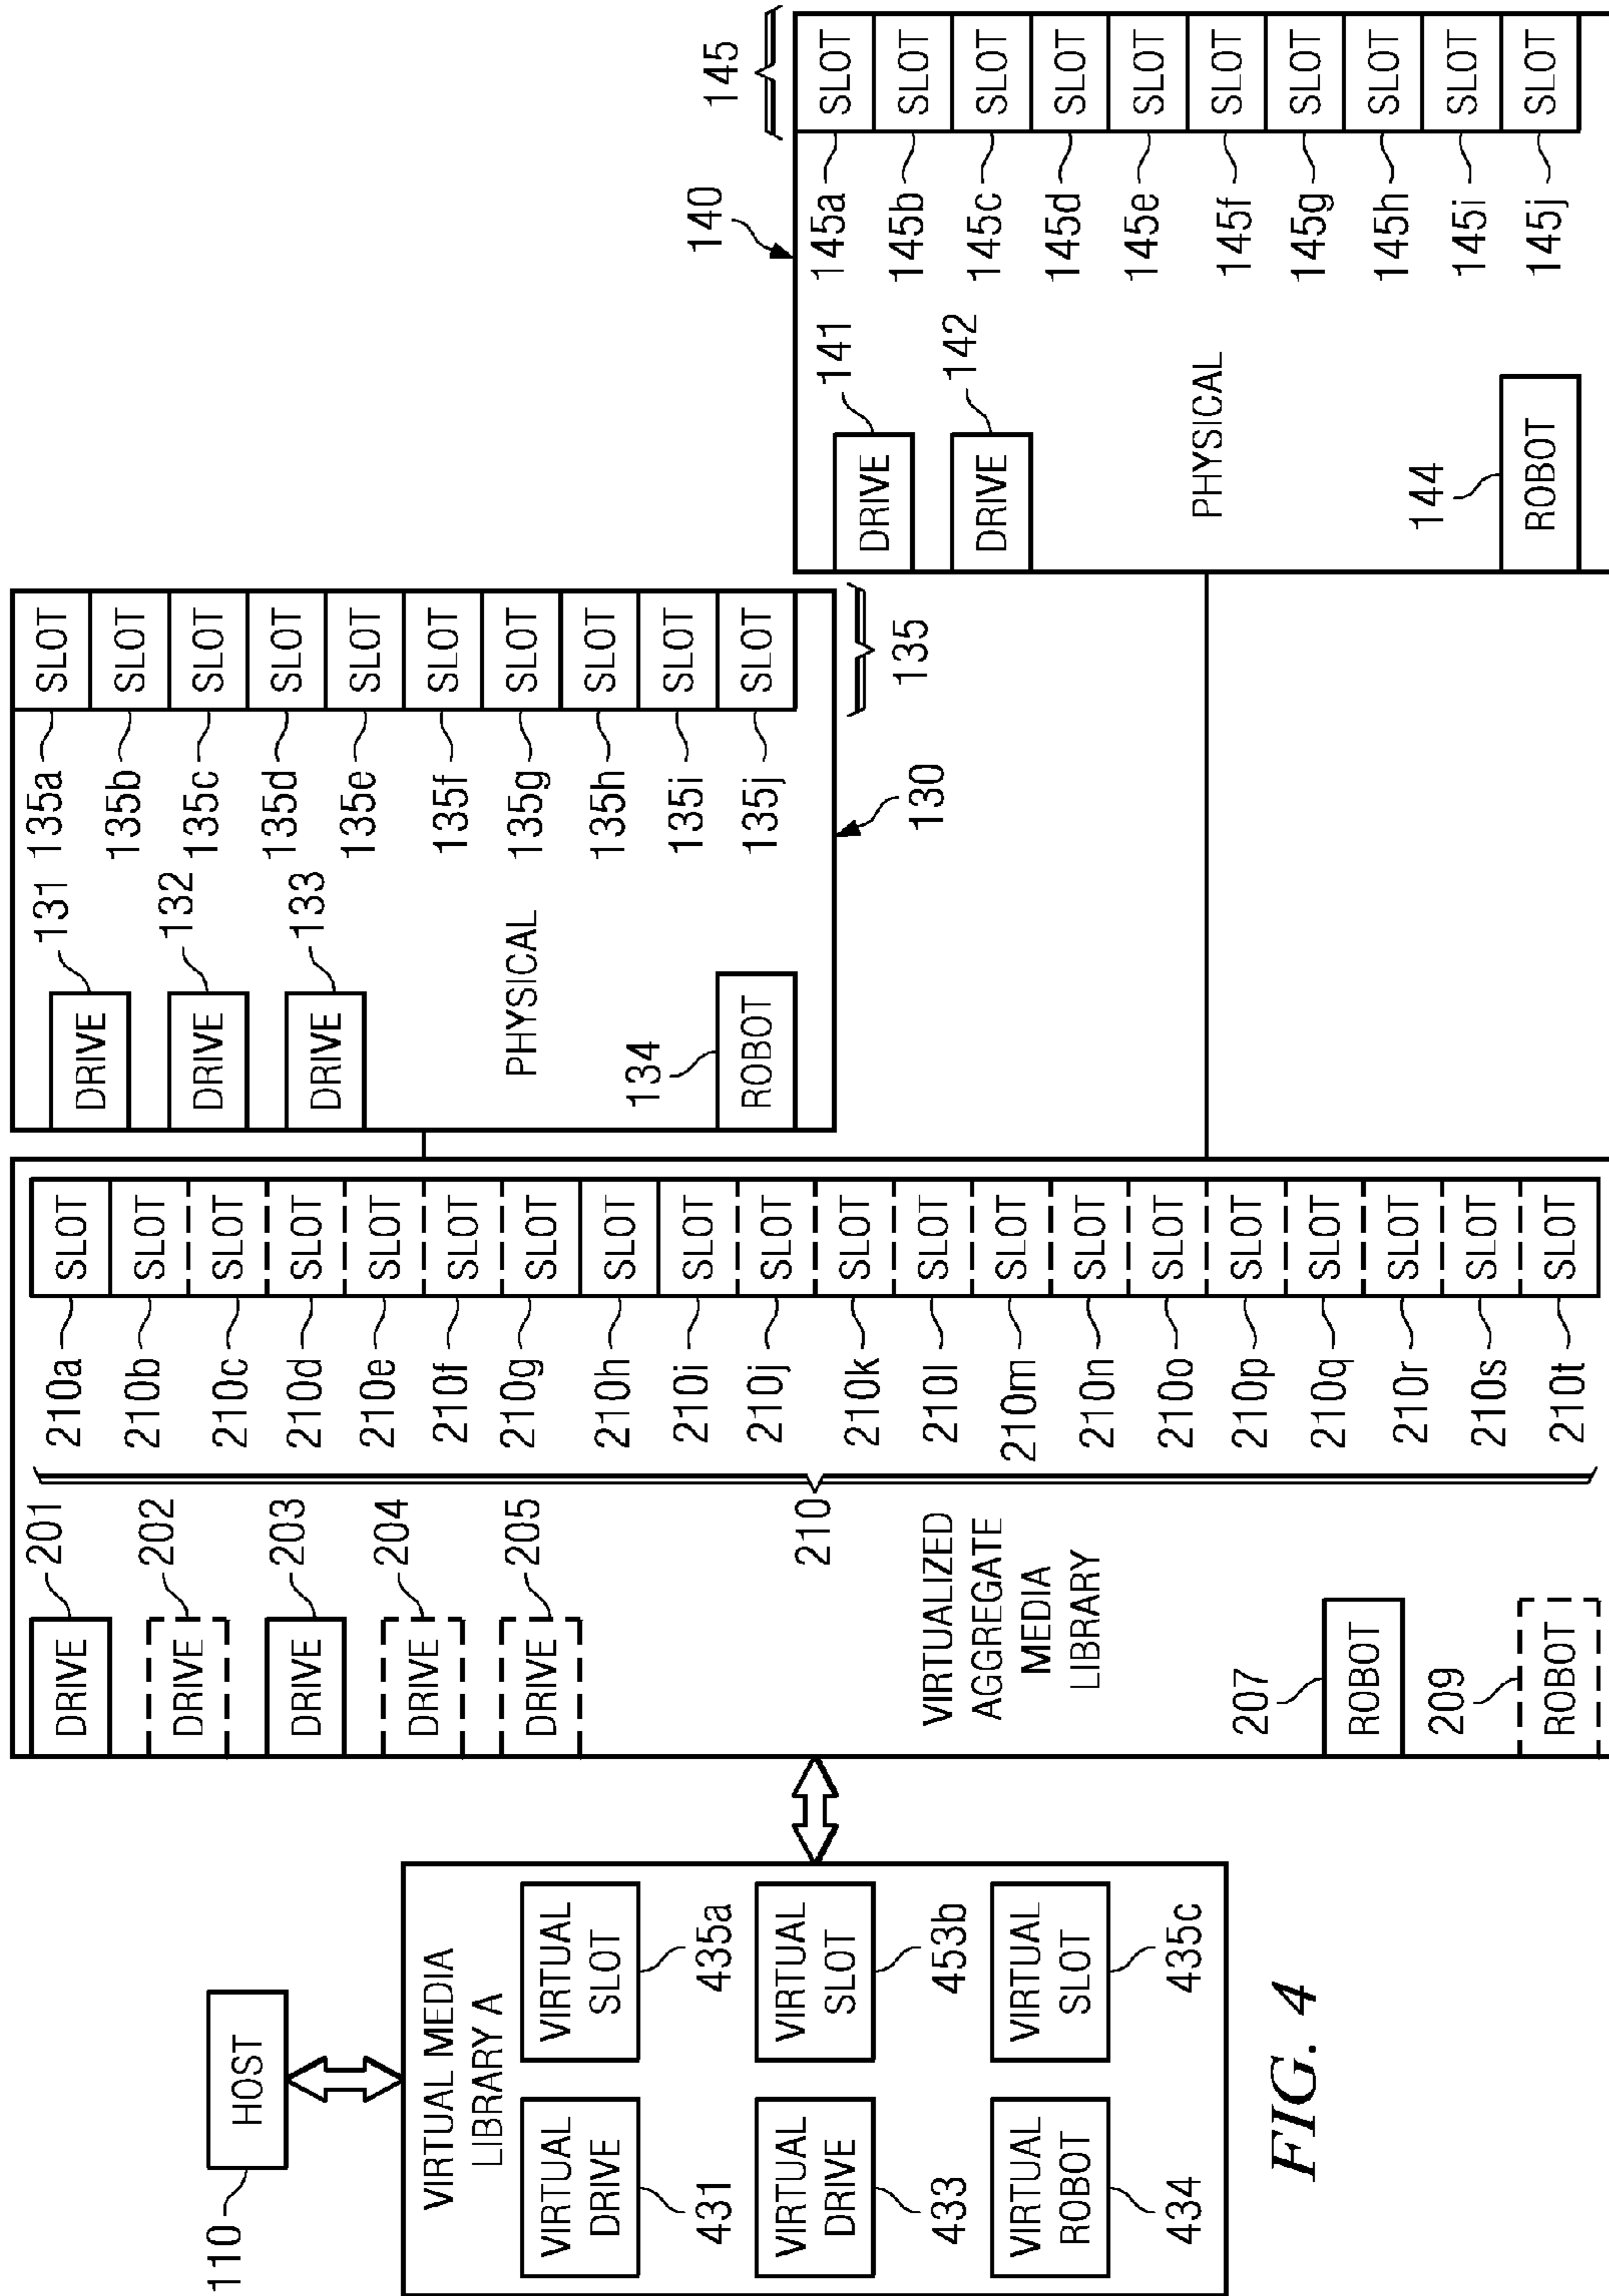 110
HOST
VIRTUAL MEDIA
LIBRARY A
VIRTUAL
DRIVE
431
VIRTUAL
SLOT
435a
VIRTUAL
DRIVE
433
VIRTUAL
SLOT
453b
VIRTUAL
ROBOT
434
VIRTUAL
SLOT
435c
DRIVE
201
DRIVE
202
DRIVE
203
DRIVE
204
DRIVE
205
210
VIRTUALIZED
AGGREGATE
MEDIA
LIBRARY
207
ROBOT
209
ROBOT
210a SLOT
210b SLOT
210c SLOT
210d SLOT
210e SLOT
210f SLOT
210g SLOT
210h SLOT
210i SLOT
210j SLOT
210k SLOT
210l SLOT
210m SLOT
210n SLOT
210o SLOT
210p SLOT
210q SLOT
210r SLOT
210s SLOT
210t SLOT
DRIVE
131
DRIVE
132
DRIVE
133
PHYSICAL
134
ROBOT
135a SLOT
135b SLOT
135c SLOT
135d SLOT
135e SLOT
135f SLOT
135g SLOT
135h SLOT
135i SLOT
135j SLOT
130
135
140
145
DRIVE
141
DRIVE
142
PHYSICAL
144
ROBOT
145a SLOT
145b SLOT
145c SLOT
145d SLOT
145e SLOT
145f SLOT
145g SLOT
145h SLOT
145i SLOT
145j SLOT
FIG. 4